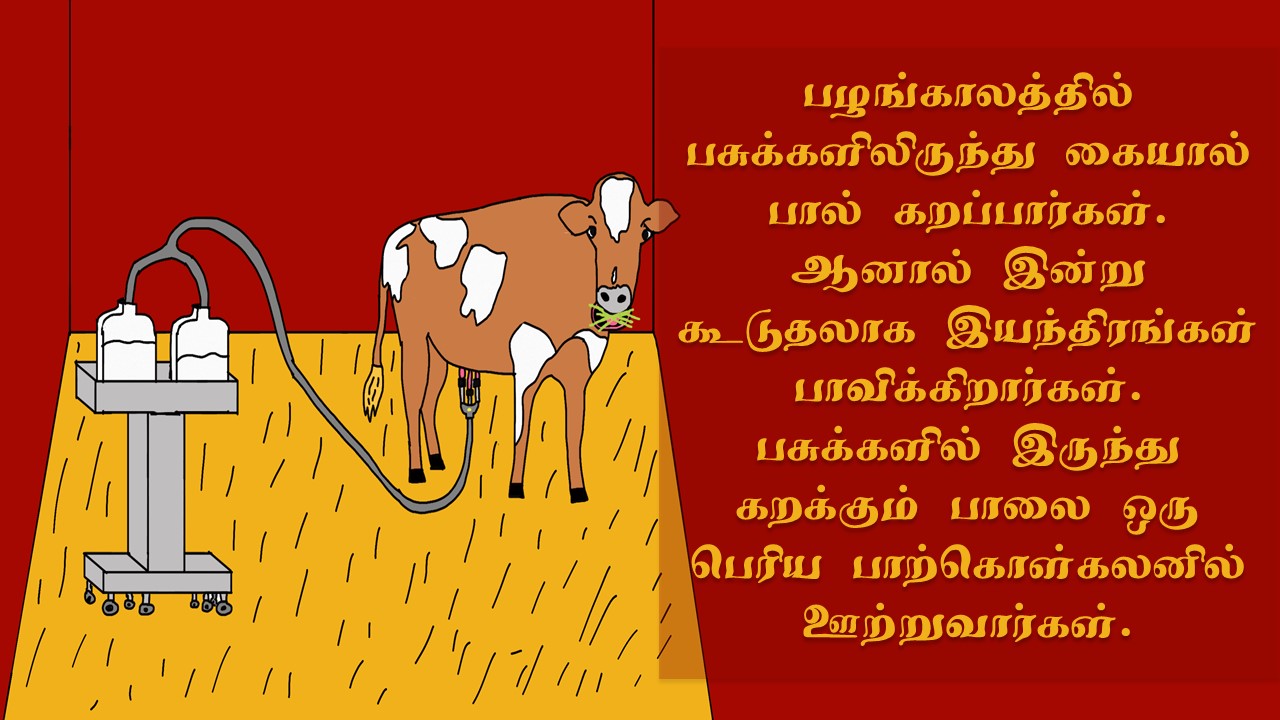 பழங்காலத்தில்
பசுக்களிலிருந்து கையால்
பால் கறப்பார்கள்.
ஆனால் இன்று
கூடுதலாக இயந்திரங்கள்
பாவிக்கிறார்கள்.
பசுக்களில் இருந்து
கறக்கும் பாலை ஒரு
பெரிய பாற்கொள்கலனில்
ஊற்றுவார்கள்.